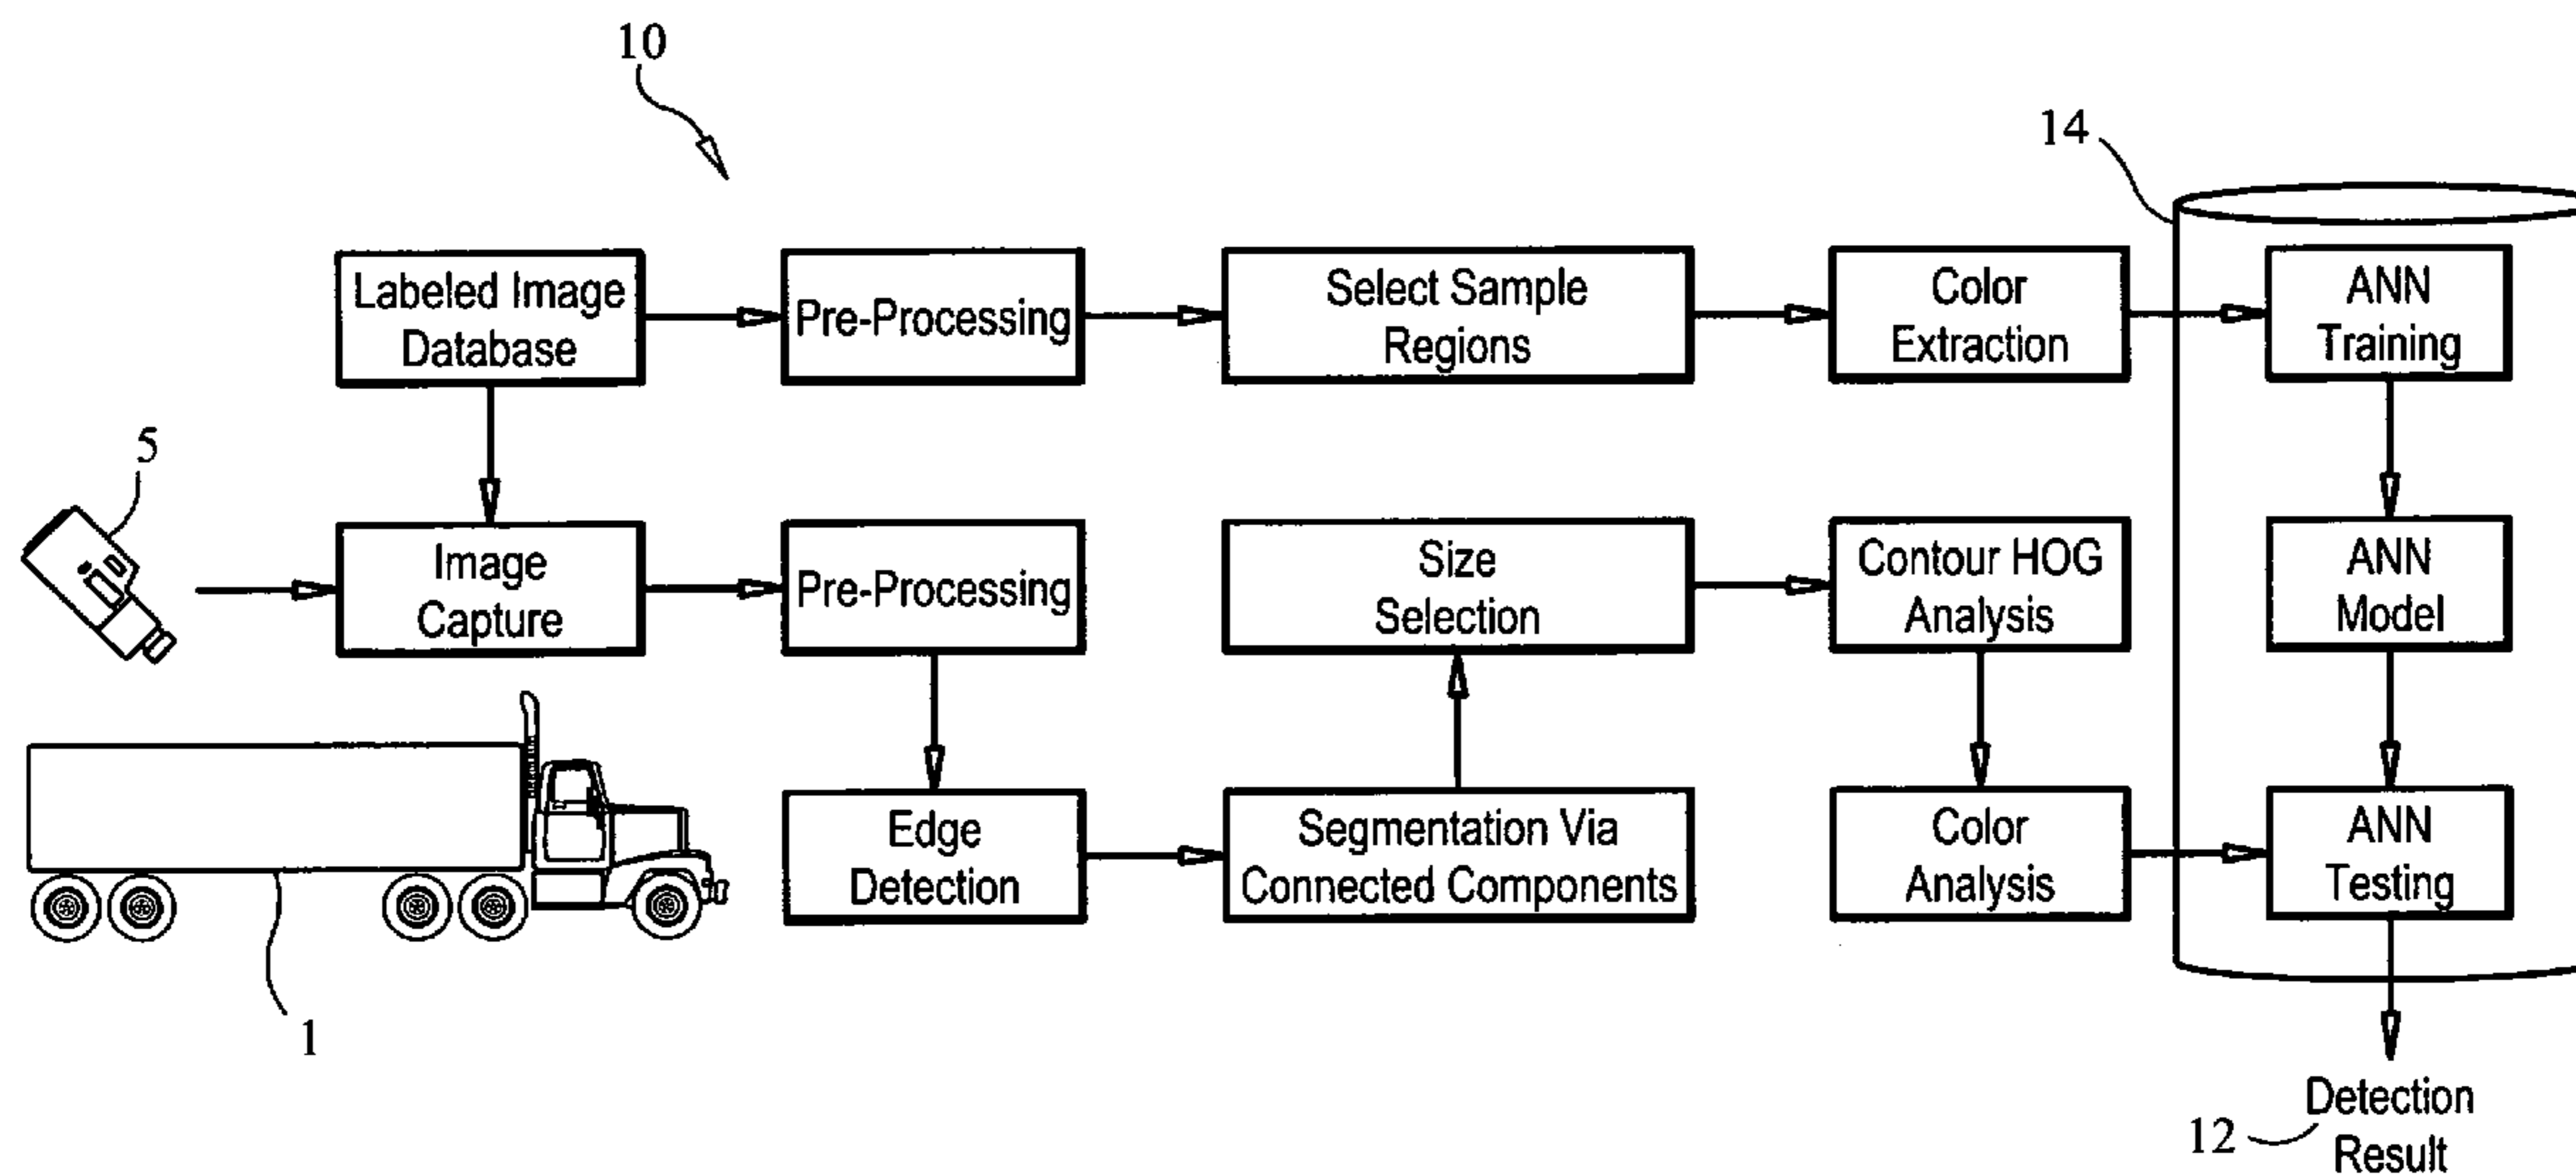 10
14
Labeled Image
Database
Pre-Processing
Select Sample
Regions
Color
Extraction
ANN
Training
5
Image
Capture
Pre-Processing
Size
Selection
Contour HOG
Analysis
ANN
Model
Edge
Detection
Segmentation Via
Connected Components
Color
Analysis
ANN
Testing
1
12
Detection
Result